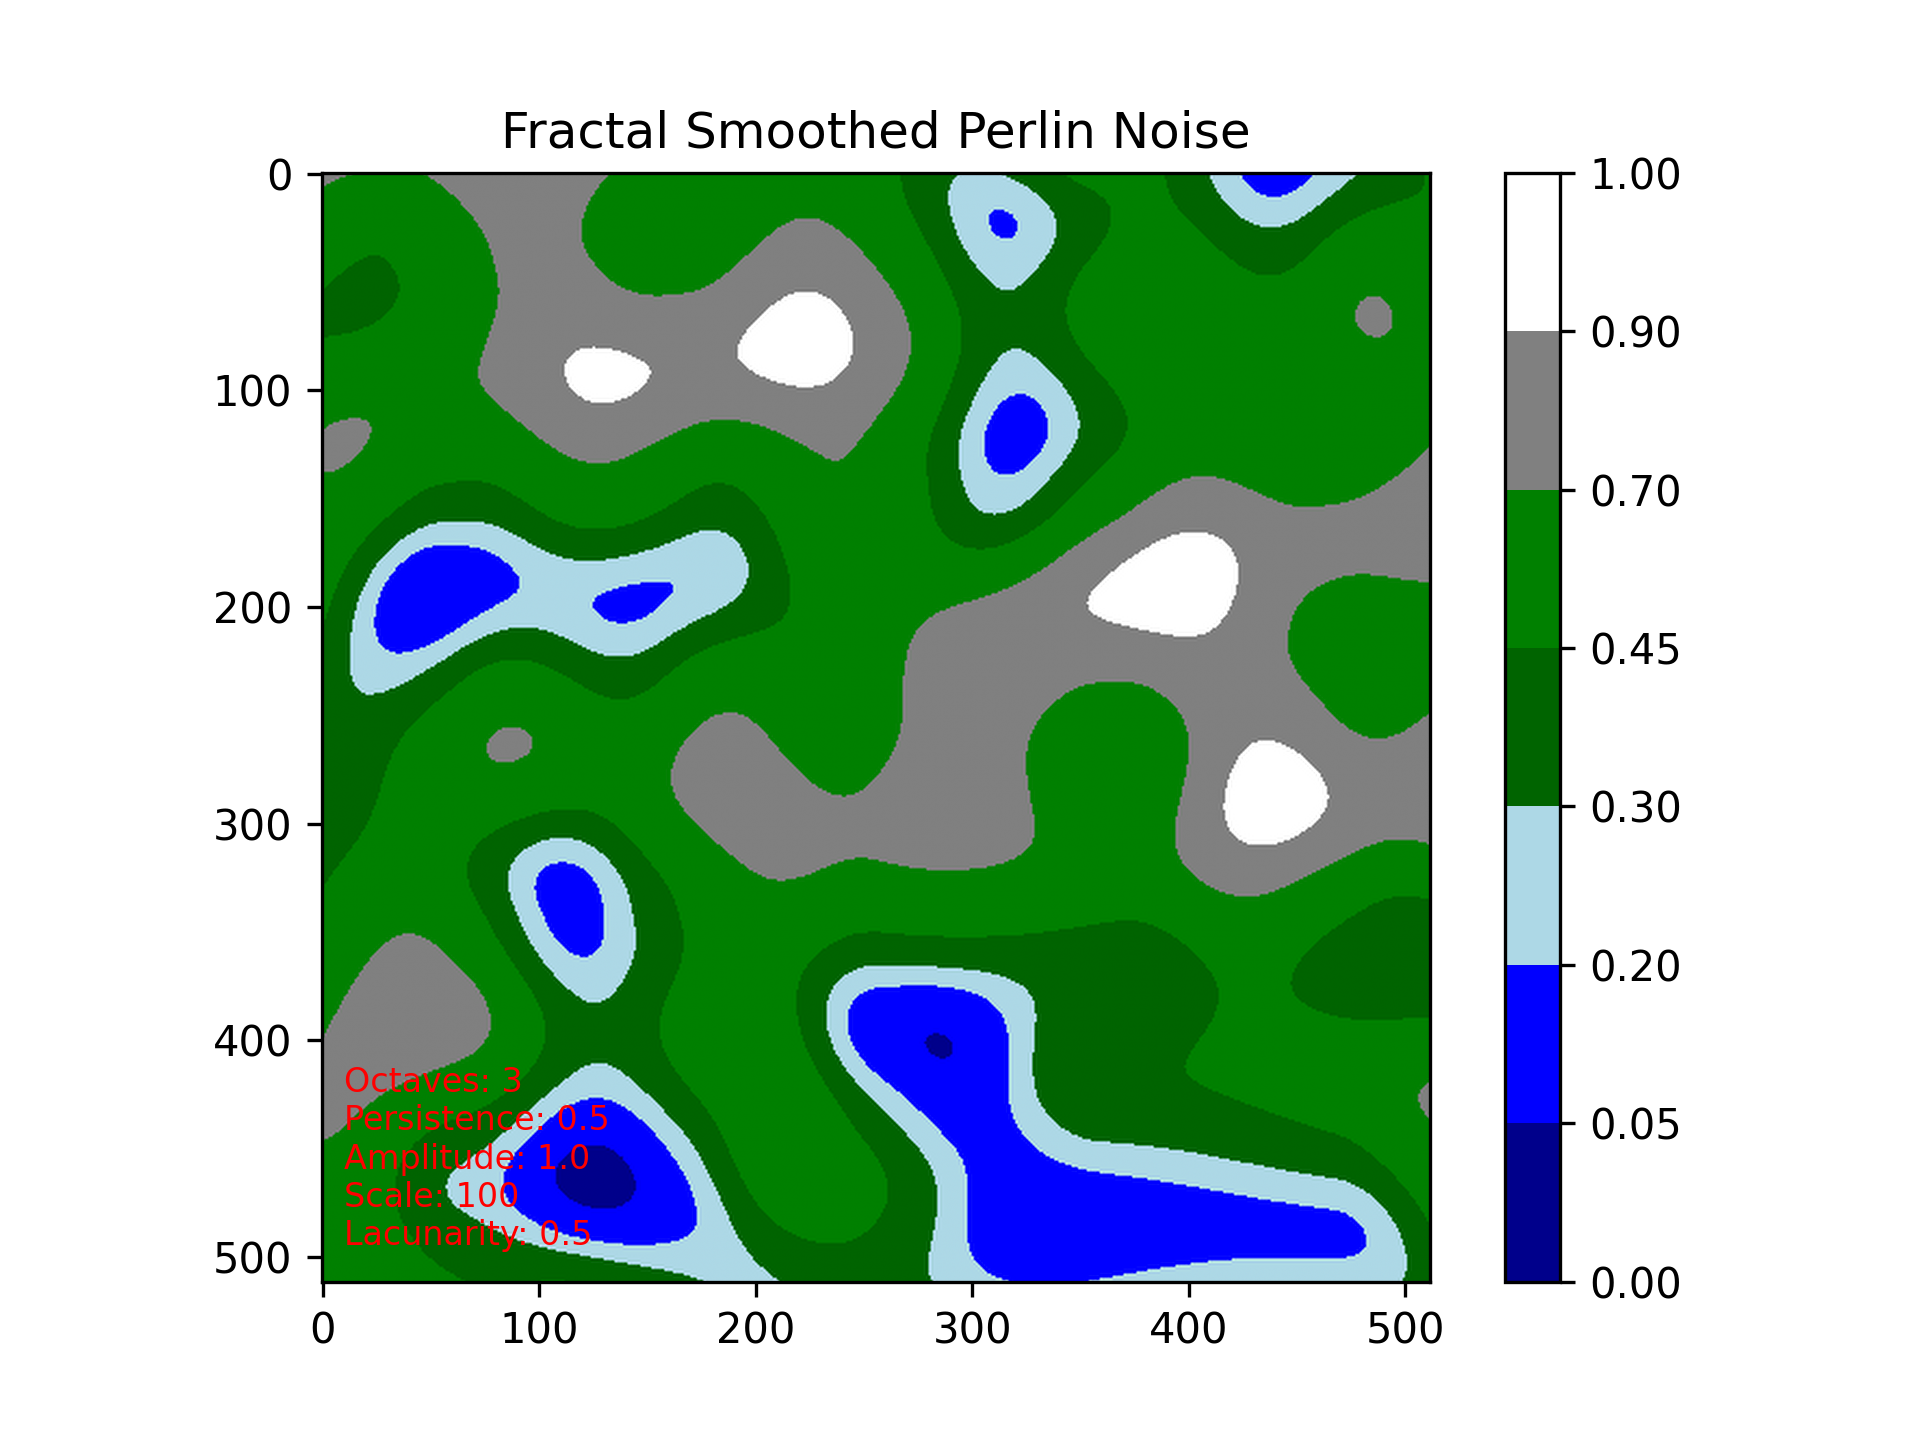 Fractal Smoothed Perlin Noise
0
100
200
300
400
500
Octaves: 3
Persistence: 0.5
Amplitude: 1.0
Scale: 100
Lacunarity: 0.5
0 100 200 300 400 500
1.00
0.90
0.70
0.45
0.30
0.20
0.05
0.00